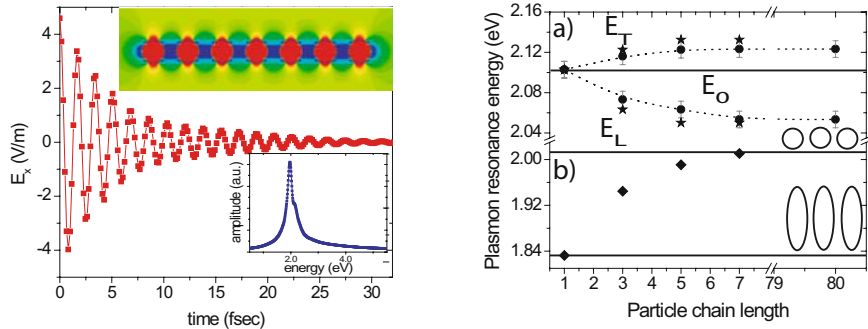 4
2
0
-2
-4
E_x (V/m)
0 5 10 15 20 25 30
time (fsec)
amplitude (a.u.)
2.0 4.0
energy (eV)
a)
E_T
E_O
E_L
b)
2.16
2.12
2.08
2.04
2.00
1.92
1.84
Plasmon resonance energy (eV)
1 2 3 4 5 6 7 79 80
Particle chain length